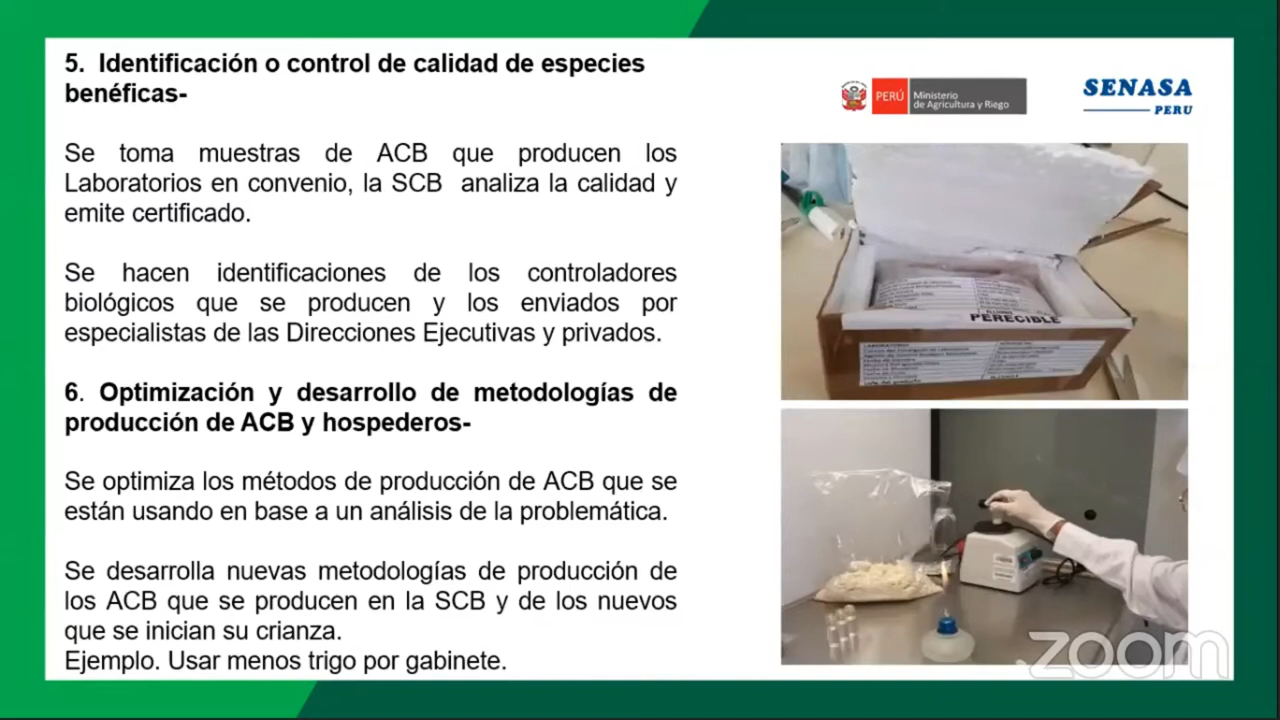 5. Identificación o control de calidad de especies
benéficas-
Se toma muestras de ACB que producen los
Laboratorios en convenio, la SCB analiza la calidad y
emite certificado.
Se hacen identificaciones de los controladores
biológicos que se producen y los enviados por
especialistas de las Direcciones Ejecutivas y privados.
6. Optimización y desarrollo de metodologías de
producción de ACB y hospederos-
Se optimiza los métodos de producción de ACB que se
están usando en base a un análisis de la problemática.
Se desarrolla nuevas metodologías de producción de
los ACB que se producen en la SCB y de los nuevos
que se inician su crianza.
Ejemplo. Usar menos trigo por gabinete.
PERÚ Ministerio
de Agricultura y Riego
SENASA
PERU
PERECIBLE
LABORATORIO
zoom